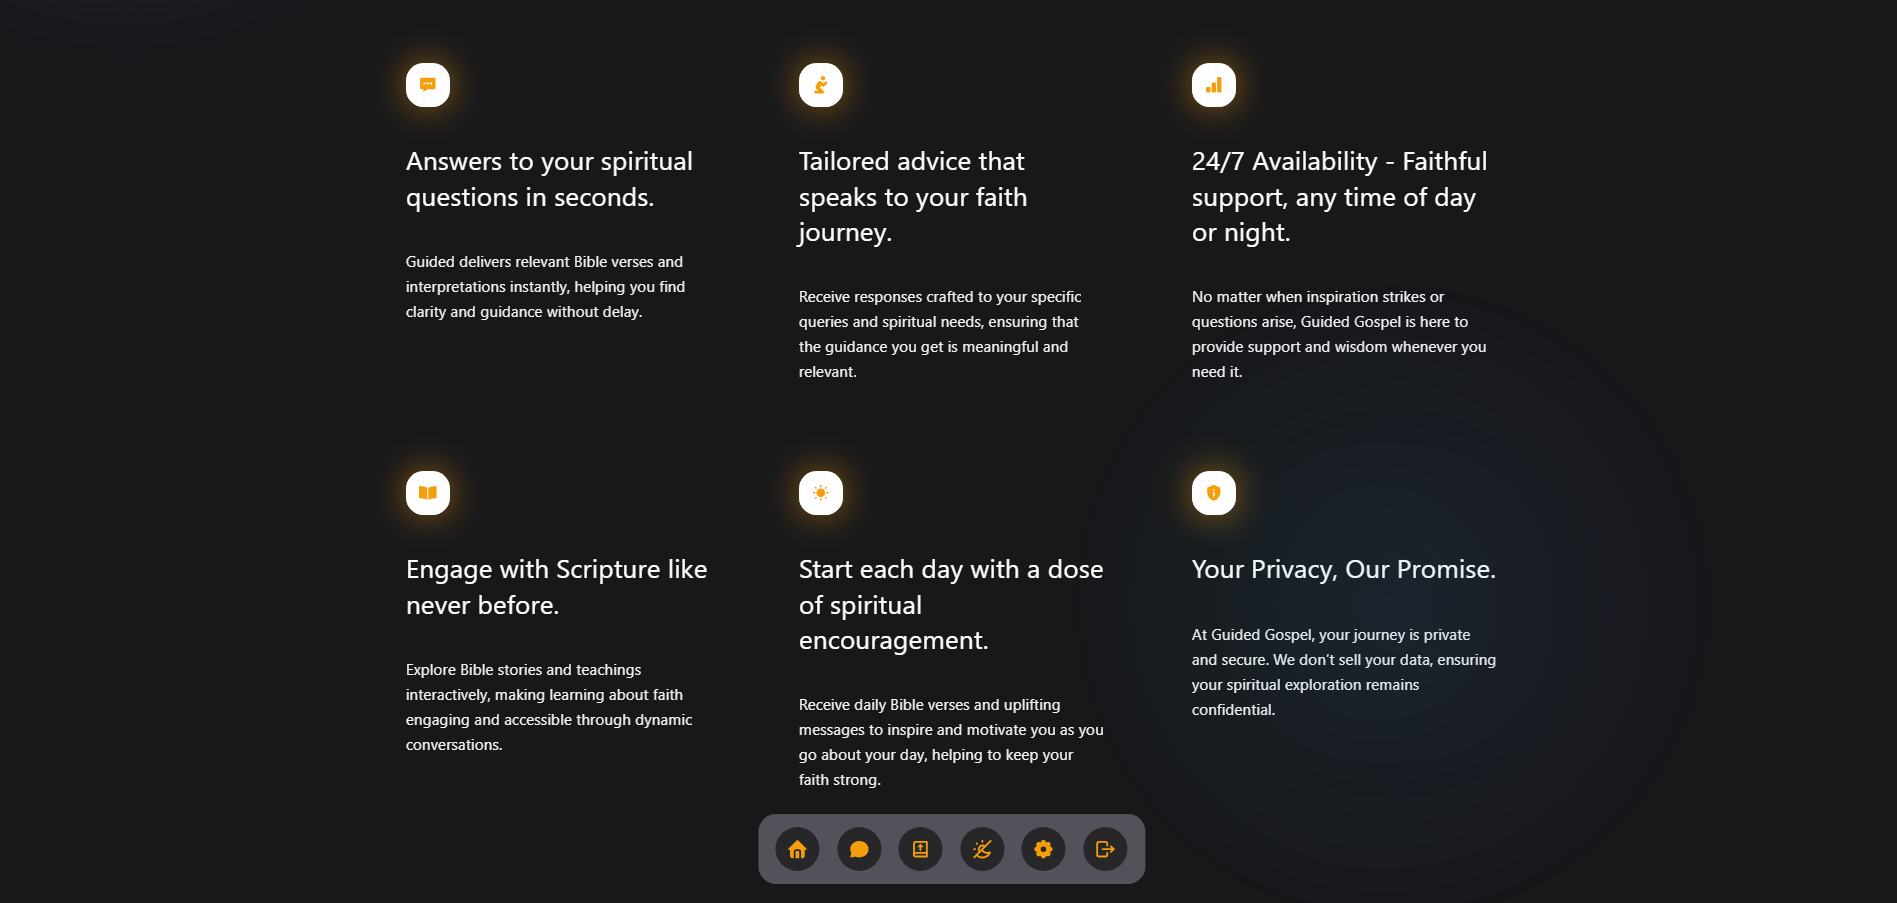 Answers to your spiritual
questions in seconds.
Guided delivers relevant Bible verses and
interpretations instantly, helping you find
clarity and guidance without delay.
Tailored advice that
speaks to your faith
journey.
Receive responses crafted to your specific
queries and spiritual needs, ensuring that
the guidance you get is meaningful and
relevant.
24/7 Availability - Faithful
support, any time of day
or night.
No matter when inspiration strikes or
questions arise, Guided Gospel is here to
provide support and wisdom whenever you
need it.
Engage with Scripture like
never before.
Explore Bible stories and teachings
interactively, making learning about faith
engaging and accessible through dynamic
conversations.
Start each day with a dose
of spiritual
encouragement.
Receive daily Bible verses and uplifting
messages to inspire and motivate you as you
go about your day, helping to keep your
faith strong.
Your Privacy, Our Promise.
At Guided Gospel, your journey is private
and secure. We don’t sell your data, ensuring
your spiritual exploration remains
confidential.